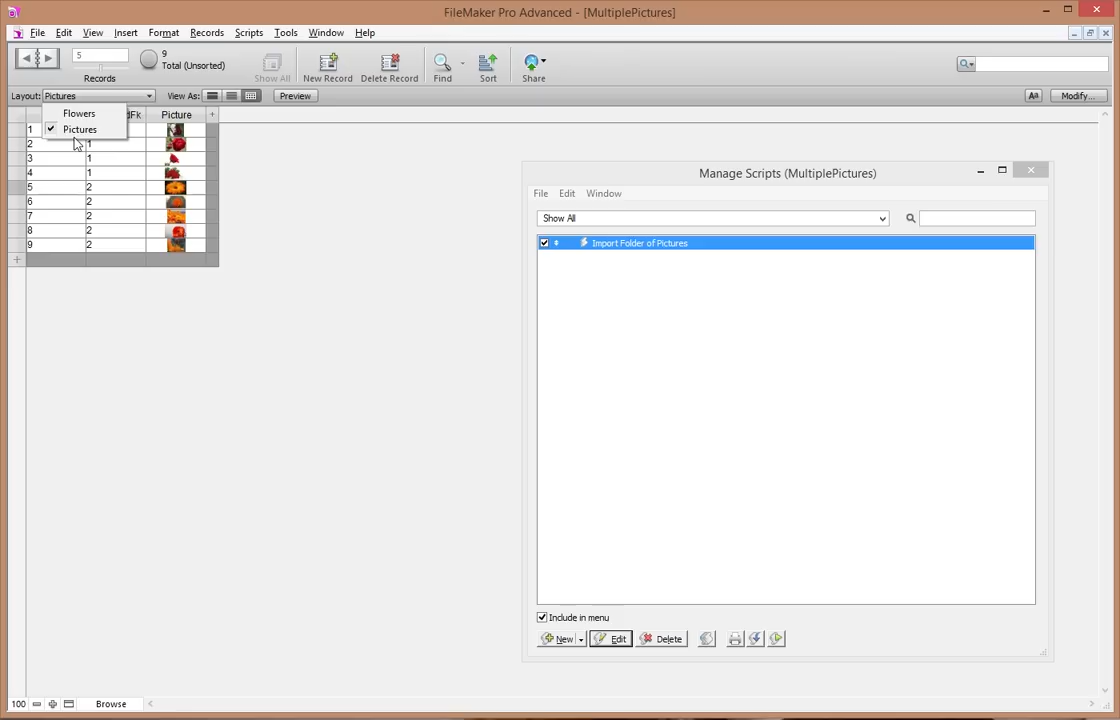 FileMaker Pro Advanced - [MultiplePictures]
File Edit View Insert Format Records Scripts Tools Window Help
5
Records
9
Total (Unsorted)
Show All
New Record
Delete Record
Find
Sort
Share
Layout: Pictures
View As:
Preview
Aa
Modify...
Flowers
Pictures
dFk
Picture
+
1
2 1
3 1
4 1
5 2
6 2
7 2
8 2
9 2
+
Manage Scripts (MultiplePictures)
File Edit Window
Show All
Import Folder of Pictures
Include in menu
New
Edit
Delete
100
Browse